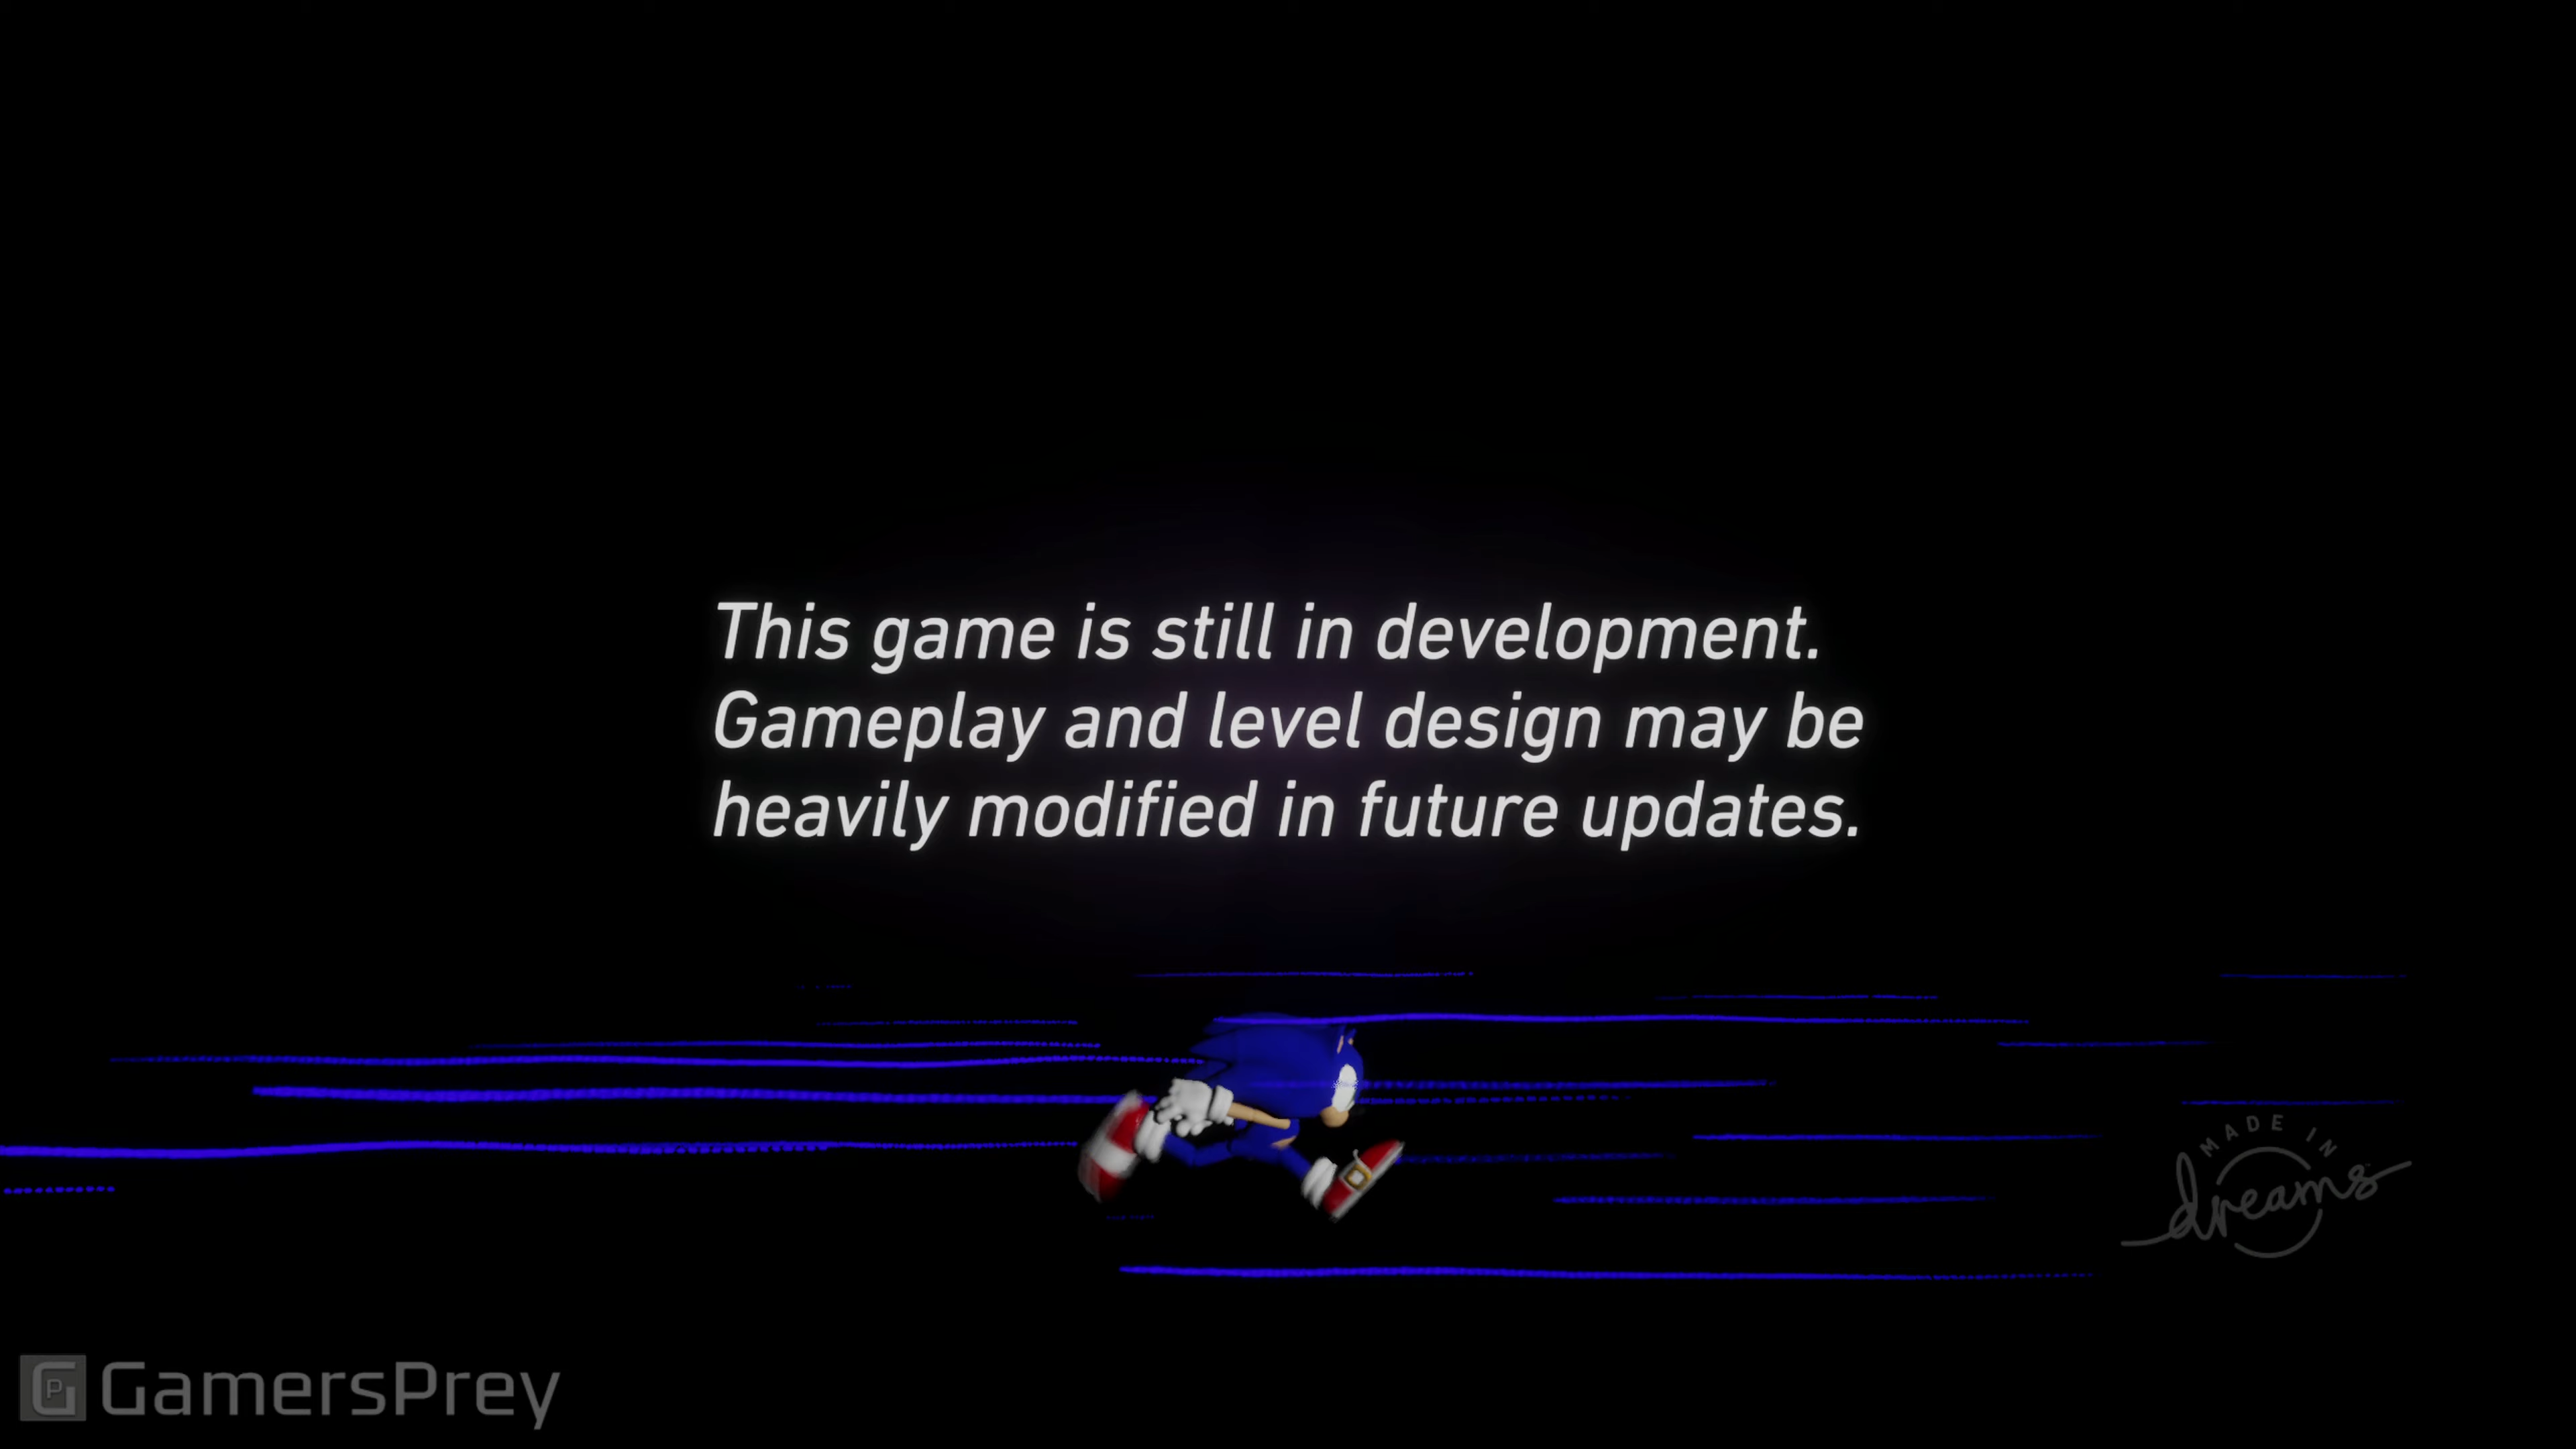 This game is still in development.
Gameplay and level design may be
heavily modified in future updates.
MADE IN
dreams
GP GamersPrey